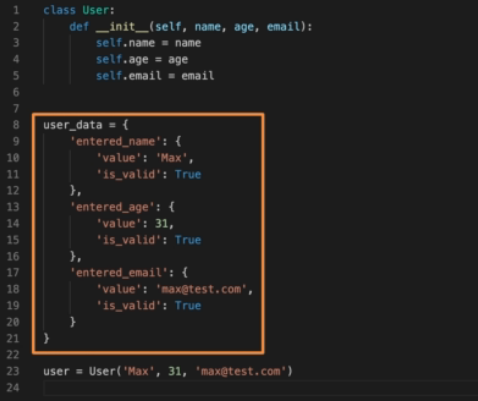 1 class User:
2     def __init__(self, name, age, email):
3         self.name = name
4         self.age = age
5         self.email = email
6
7
8 user_data = {
9     'entered_name': {
10         'value': 'Max',
11         'is_valid': True
12     },
13     'entered_age': {
14         'value': 31,
15         'is_valid': True
16     },
17     'entered_email': {
18         'value': 'max@test.com',
19         'is_valid': True
20     }
21 }
22
23 user = User('Max', 31, 'max@test.com')
24